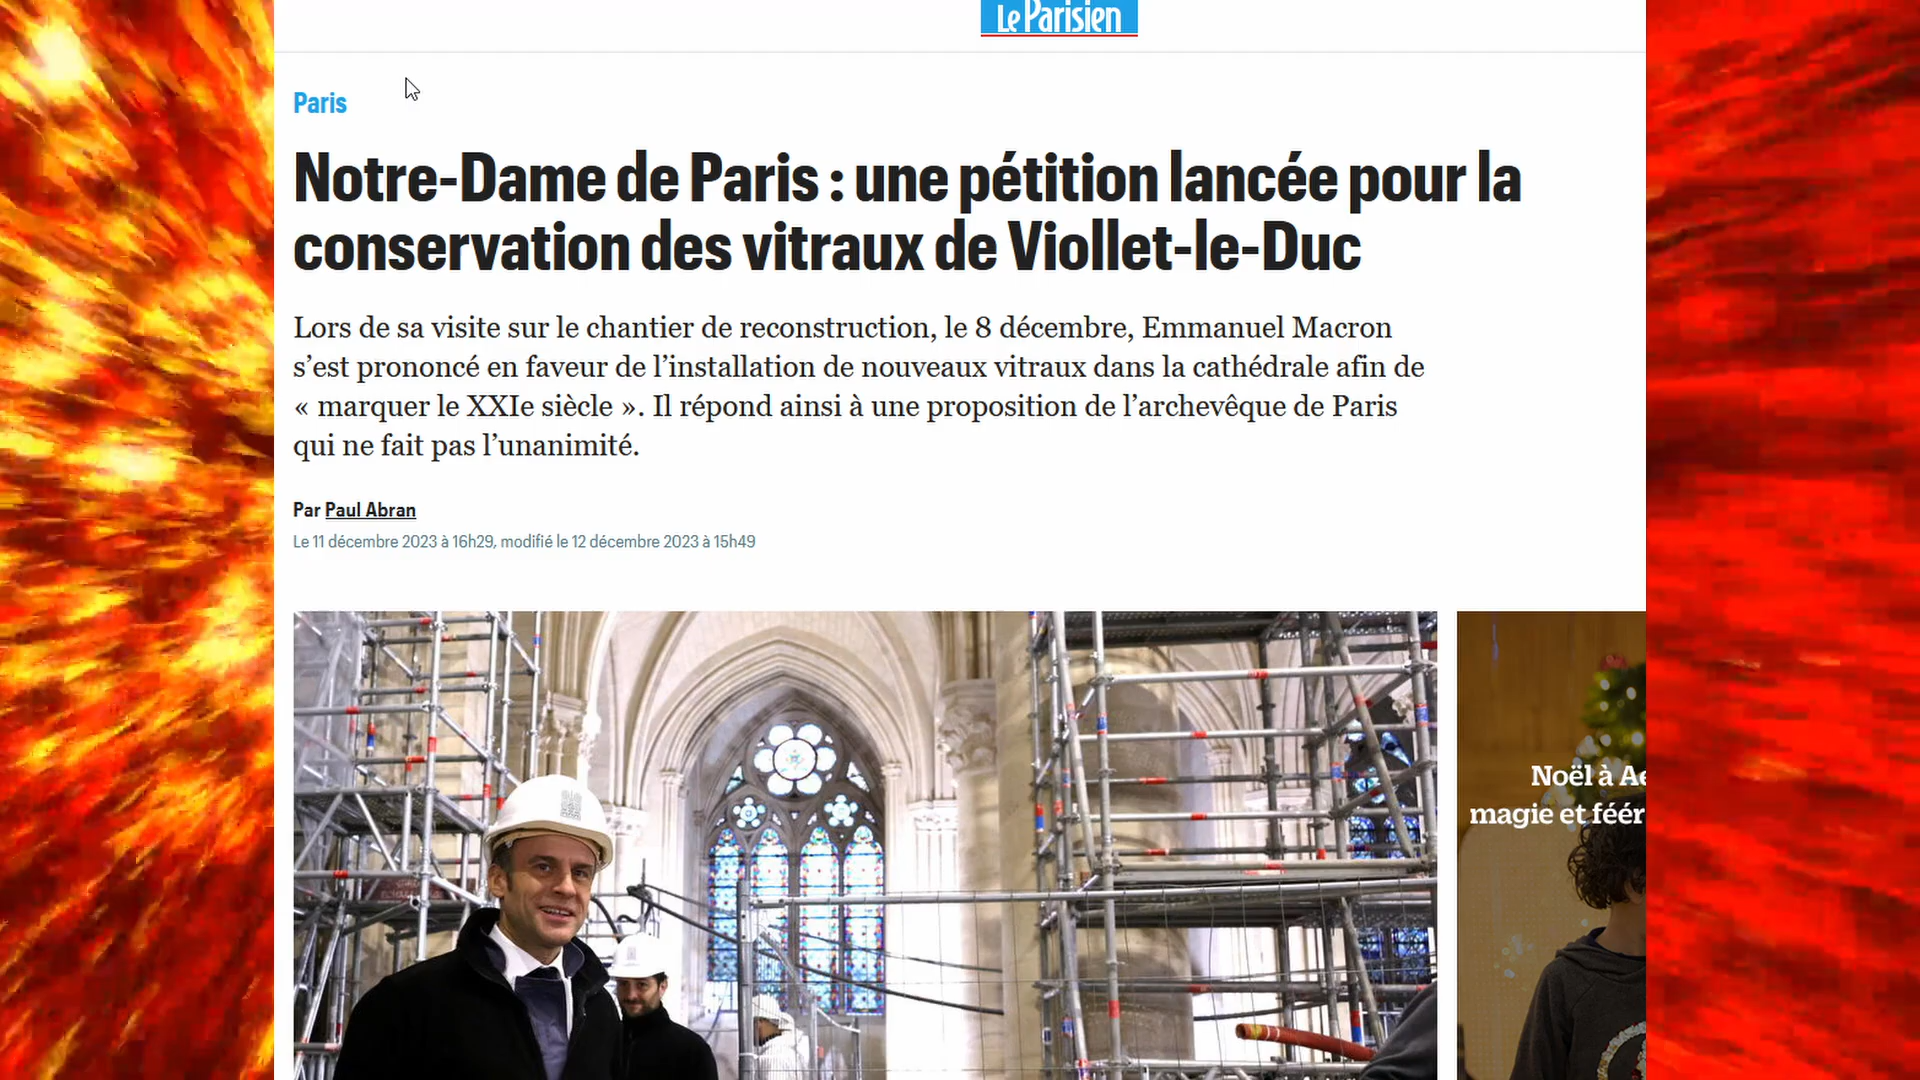 Le Parisien
Paris
Notre-Dame de Paris : une pétition lancée pour la
conservation des vitraux de Viollet-le-Duc
Lors de sa visite sur le chantier de reconstruction, le 8 décembre, Emmanuel Macron
s’est prononcé en faveur de l’installation de nouveaux vitraux dans la cathédrale afin de
« marquer le XXIe siècle ». Il répond ainsi à une proposition de l’archevêque de Paris
qui ne fait pas l’unanimité.
Par Paul Abran
Le 11 décembre 2023 à 16h29, modifié le 12 décembre 2023 à 15h49
Noël à
magie et